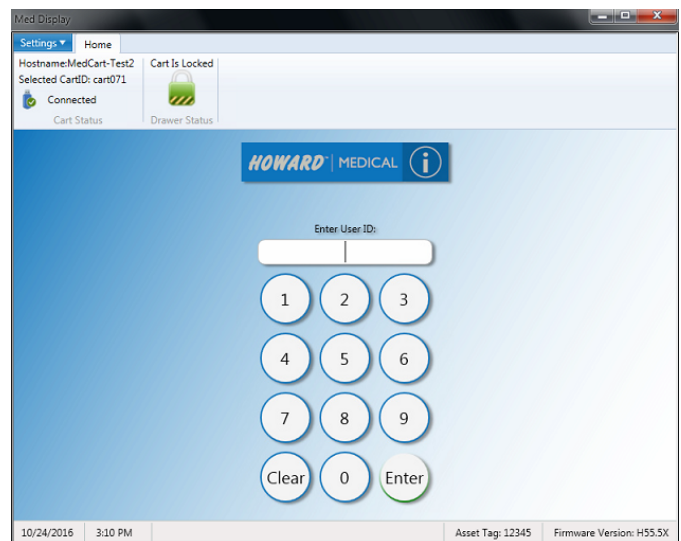 Med Display
Settings Home
Hostname:MedCart-Test2
Selected CartID: cart071
Connected
Cart Status
Cart Is Locked
Drawer Status
HOWARD | MEDICAL i
Enter User ID:
1 2 3
4 5 6
7 8 9
Clear 0 Enter
10/24/2016 3:10 PM Asset Tag: 12345 Firmware Version: H55.5X